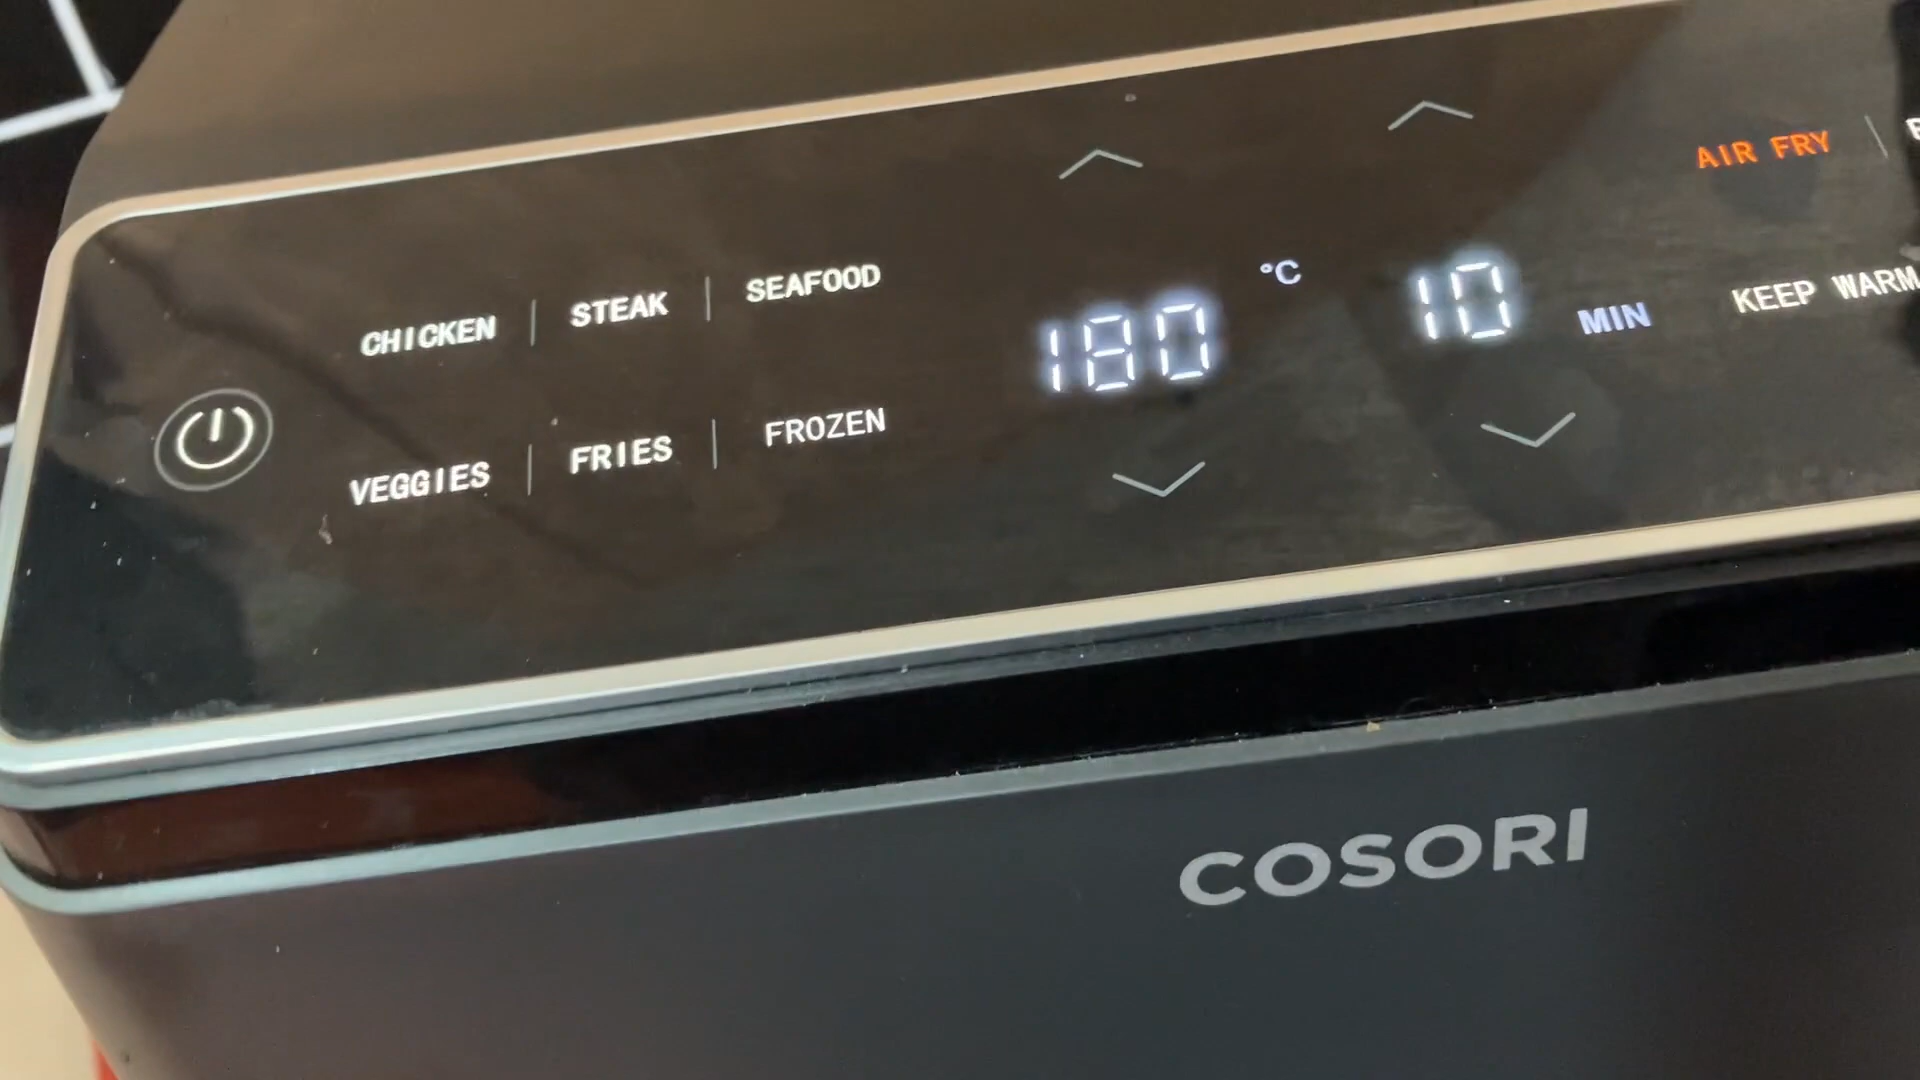 CHICKEN | STEAK | SEAFOOD
VEGGIES | FRIES | FROZEN
180 °C
10 MIN
AIR FRY
KEEP WARM
COSORI